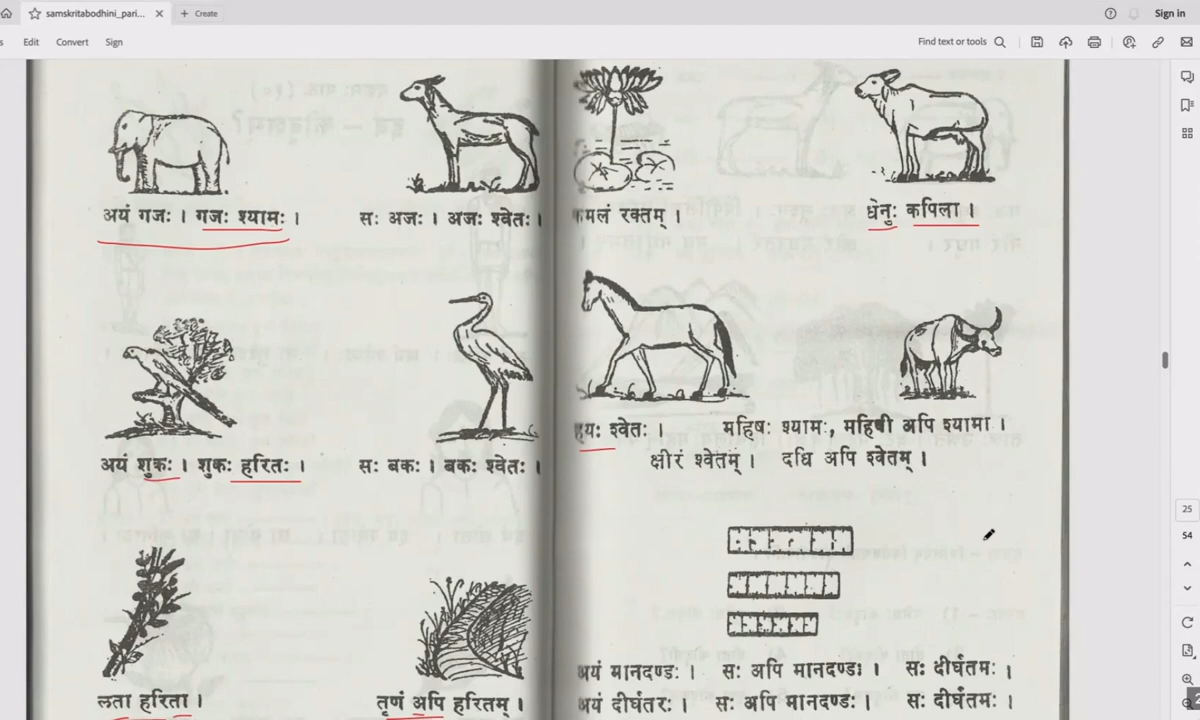 samskritabodhini_pari...
Create
Sign in
Edit Convert Sign
Find text or tools
अयं गजः । गजः श्यामः ।
सः अजः । अजः श्वेतः ।
कमलं रक्तम् ।
धेनुः कपिला ।
अयं शुकः । शुकः हरितः ।
सः बकः । बकः श्वेतः ।
हयः श्वेतः ।
महिषः श्यामः, महिषी अपि श्यामा ।
क्षीरं श्वेतम् । दधि अपि श्वेतम् ।
लता हरिता ।
तृणं अपि हरितम् ।
अयं मानदण्डः । सः अपि मानदण्डः । सः दीर्घतमः ।
अयं दीर्घतरः । सः अपि मानदण्डः । सः दीर्घतमः ।
25
54